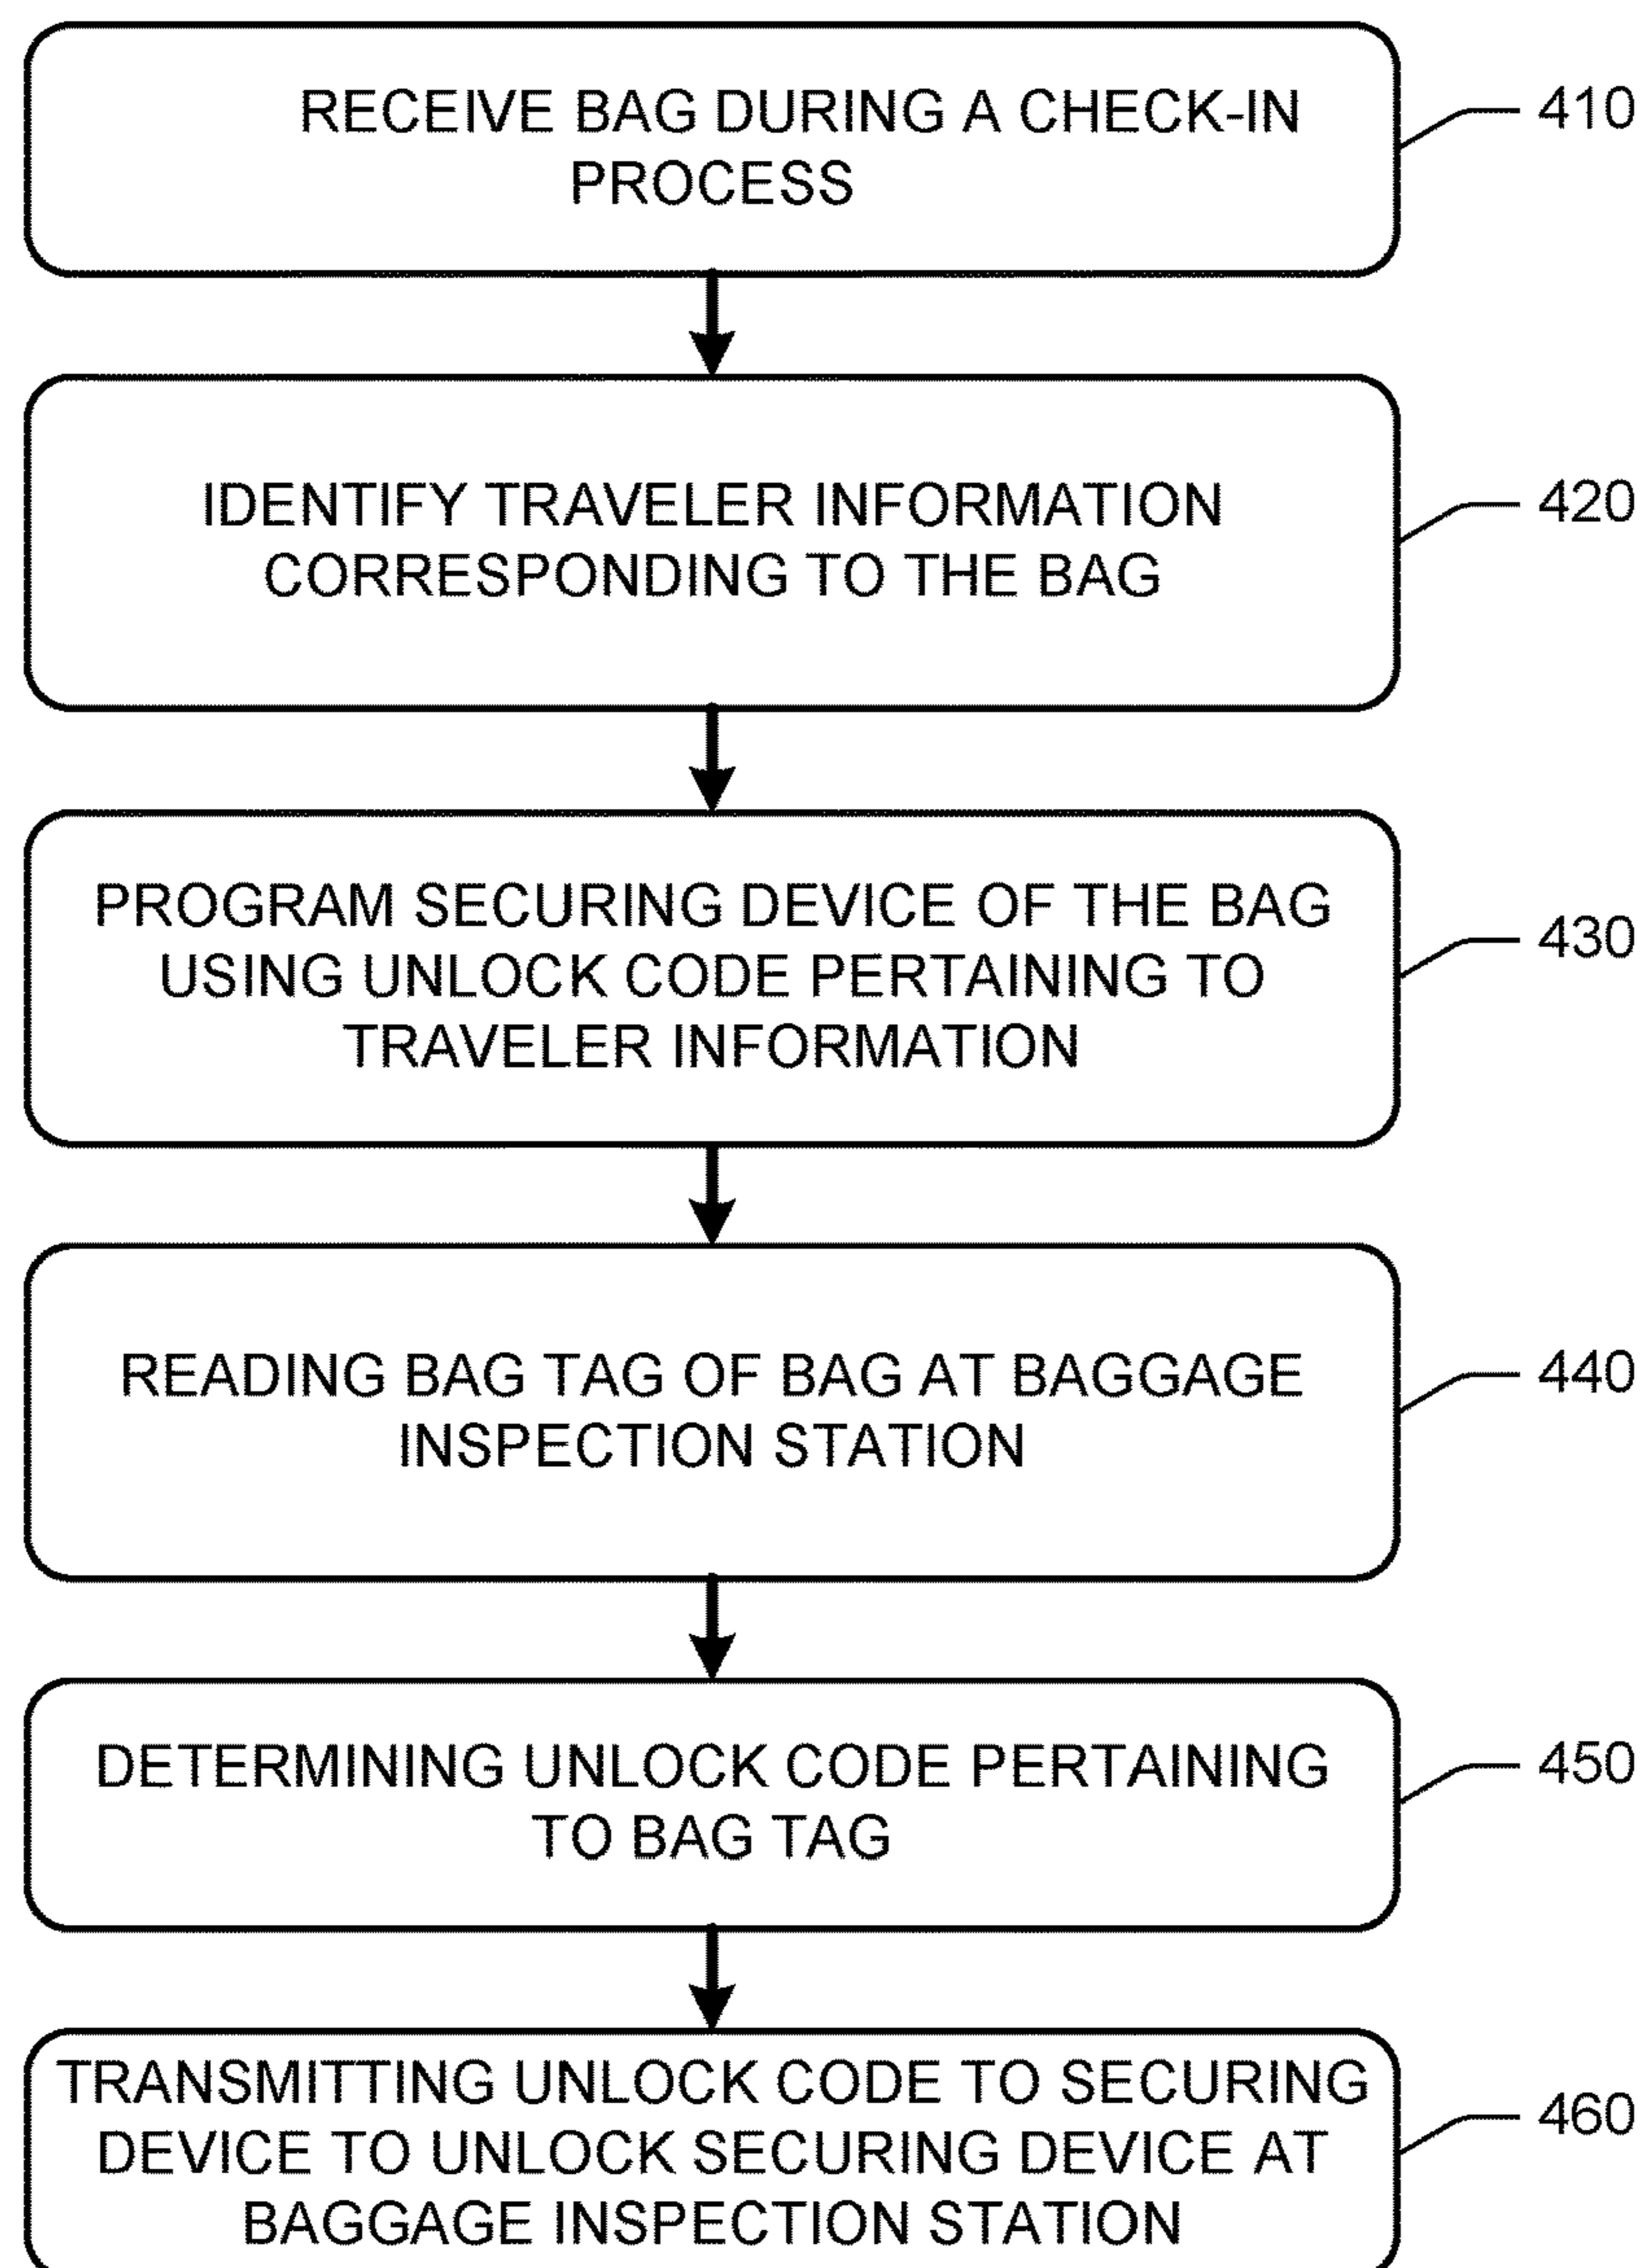 RECEIVE BAG DURING A CHECK-IN
PROCESS
410
IDENTIFY TRAVELER INFORMATION
CORRESPONDING TO THE BAG
420
PROGRAM SECURING DEVICE OF THE BAG
USING UNLOCK CODE PERTAINING TO
TRAVELER INFORMATION
430
READING BAG TAG OF BAG AT BAGGAGE
INSPECTION STATION
440
DETERMINING UNLOCK CODE PERTAINING
TO BAG TAG
450
TRANSMITTING UNLOCK CODE TO SECURING
DEVICE TO UNLOCK SECURING DEVICE AT
BAGGAGE INSPECTION STATION
460